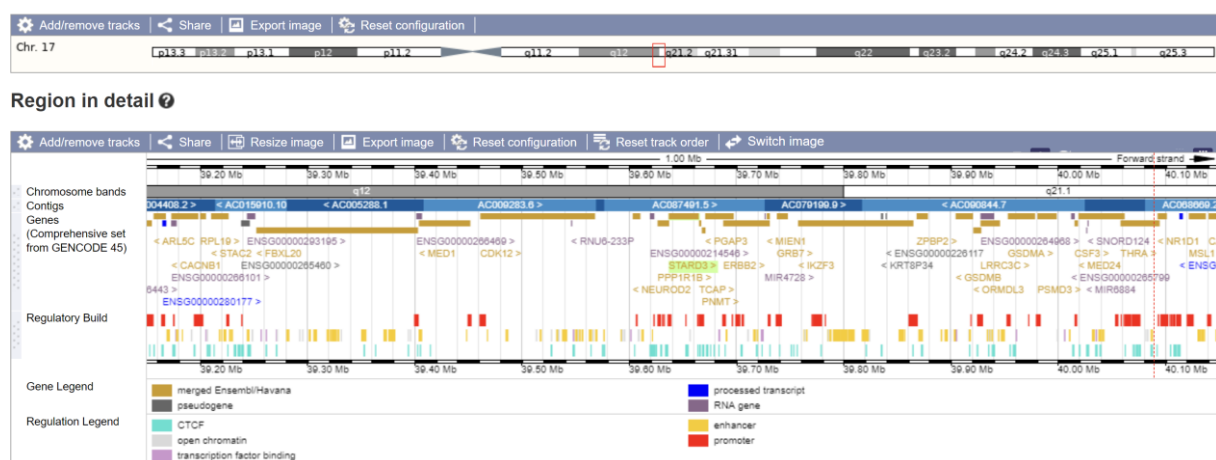 Add/remove tracks Share Export image Reset configuration
Chr. 17
p13.3 p13.2 p13.1 p12 p11.2 q11.2 q12 q21.2 q21.31 q22 q23.2 q24.2 q24.3 q25.1 q25.3
Region in detail ?
Add/remove tracks Share Resize image Export image Reset configuration Reset track order Switch image
1.00 Mb Forward strand
39.20 Mb 39.30 Mb 39.40 Mb 39.50 Mb 39.60 Mb 39.70 Mb 39.80 Mb 39.90 Mb 40.00 Mb 40.10 Mb
Chromosome bands q12 q21.1
Contigs 004408.2 > < AC015910.10 < AC005288.1 AC009283.6 > AC087491.5 > AC079199.9 > AC090844.7 AC068669.
Genes
(Comprehensive set
from GENCODE 45)
< ARL5C RPL19 > ENSG00000293195 > ENSG00000266469 > < RNU6-233P < PGAP3 < MIEN1 ZPBP2 > ENSG00000264968 > < SNORD124 < NR1D1
< STAC2 < FBXL20 < MED1 CDK12 > ENSG00000214546 GRB7 > GSDMA > CSF3 > THRA > MSL1
< CACNB1 ENSG00000265460 > STARD3 > ERBB2 > < IKZF3 < KRT8P34 LRRC3C > < MED24 < ENSG
ENSG00000266101 > PPP1R1B > MIR4728 > ENSG00000226117 < GSDMB < ENSG00000265799
6443 > < NEUROD2 TCAP > < ORMDL3 PSMD3 > < MIR6884
ENSG00000280177 > PNMT >
Regulatory Build
39.20 Mb 39.30 Mb 39.40 Mb 39.50 Mb 39.60 Mb 39.70 Mb 39.80 Mb 39.90 Mb 40.00 Mb 40.10 Mb
Gene Legend merged Ensembl/Havana processed transcript
pseudogene RNA gene
Regulation Legend CTCF enhancer
open chromatin promoter
transcription factor binding